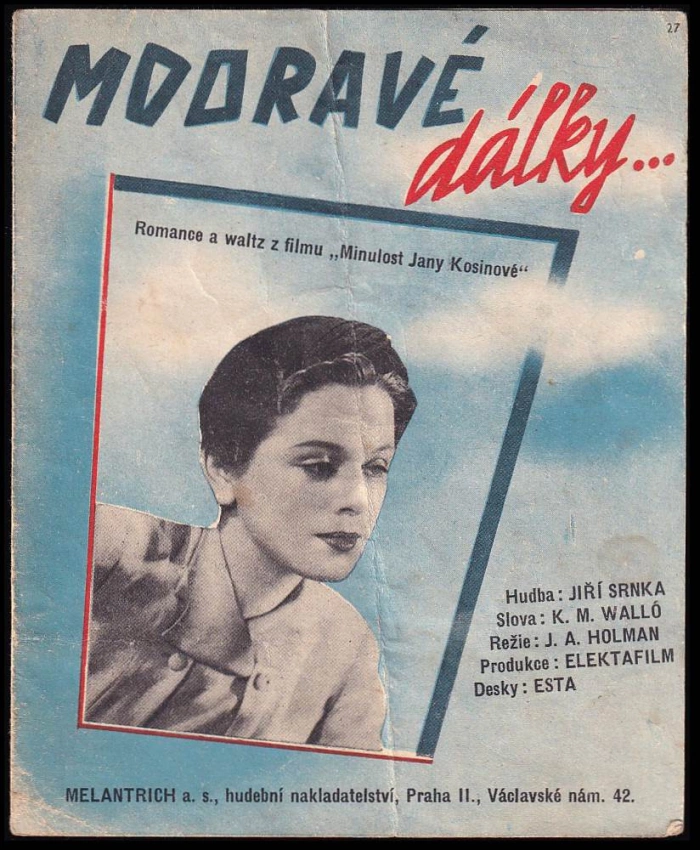 27
MODRAVÉ
dálky...
Romance a waltz z filmu „Minulost Jany Kosinové“
Hudba: JIŘÍ SRNKA
Slova: K. M. WALLÓ
Režie: J. A. HOLMAN
Produkce: ELEKTAFILM
Desky: ESTA
MELANTRICH a. s., hudební nakladatelství, Praha II., Václavské nám. 42.